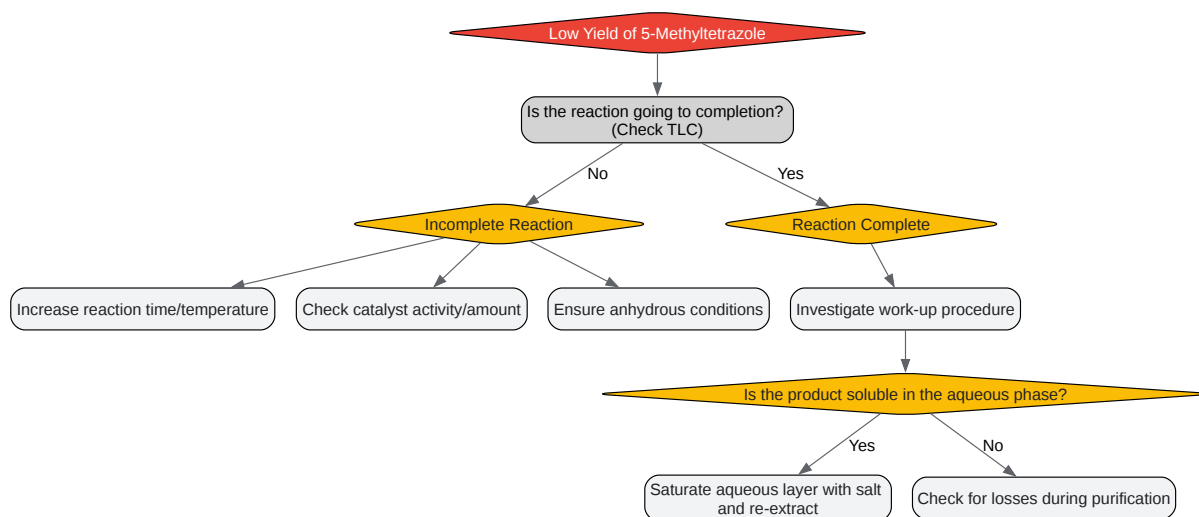 Low Yield of 5-Methyltetrazole
Is the reaction going to completion?
(Check TLC)
No
Yes
Incomplete Reaction
Reaction Complete
Increase reaction time/temperature
Check catalyst activity/amount
Ensure anhydrous conditions
Investigate work-up procedure
Is the product soluble in the aqueous phase?
Yes
No
Saturate aqueous layer with salt
and re-extract
Check for losses during purification